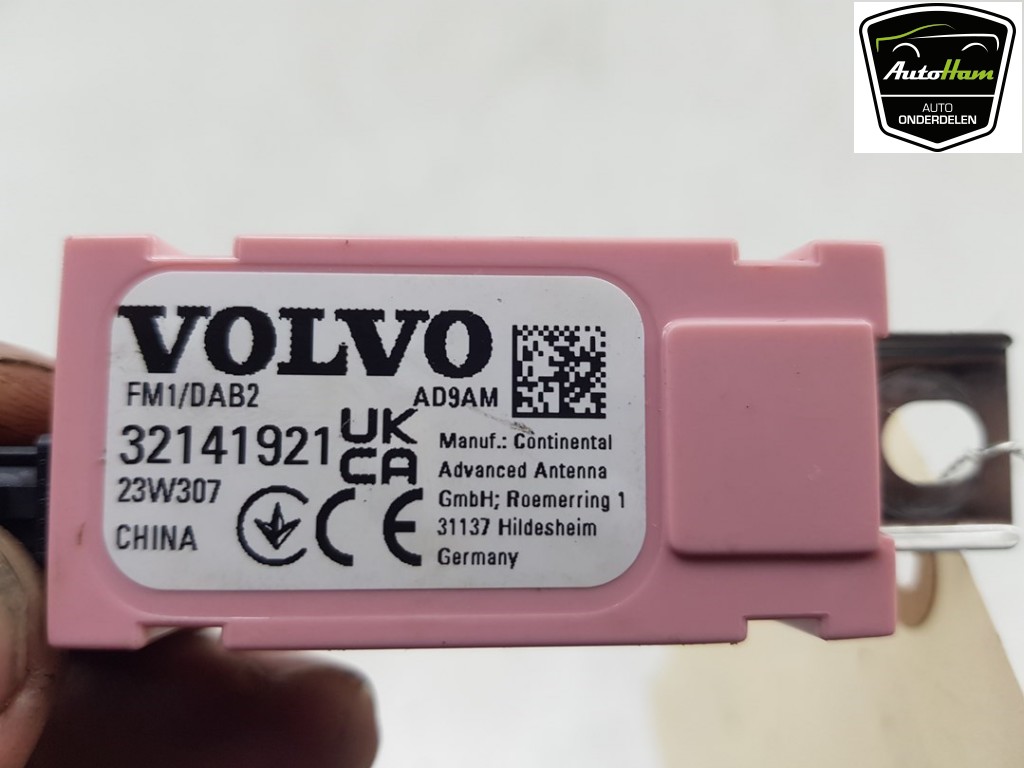 AutoHam
AUTO
ONDERDELEN
VOLVO
FM1/DAB2
AD9AM
32141921
UK
CA
23W307
CHINA
CE
Manuf.: Continental
Advanced Antenna
GmbH; Roemerring 1
31137 Hildesheim
Germany